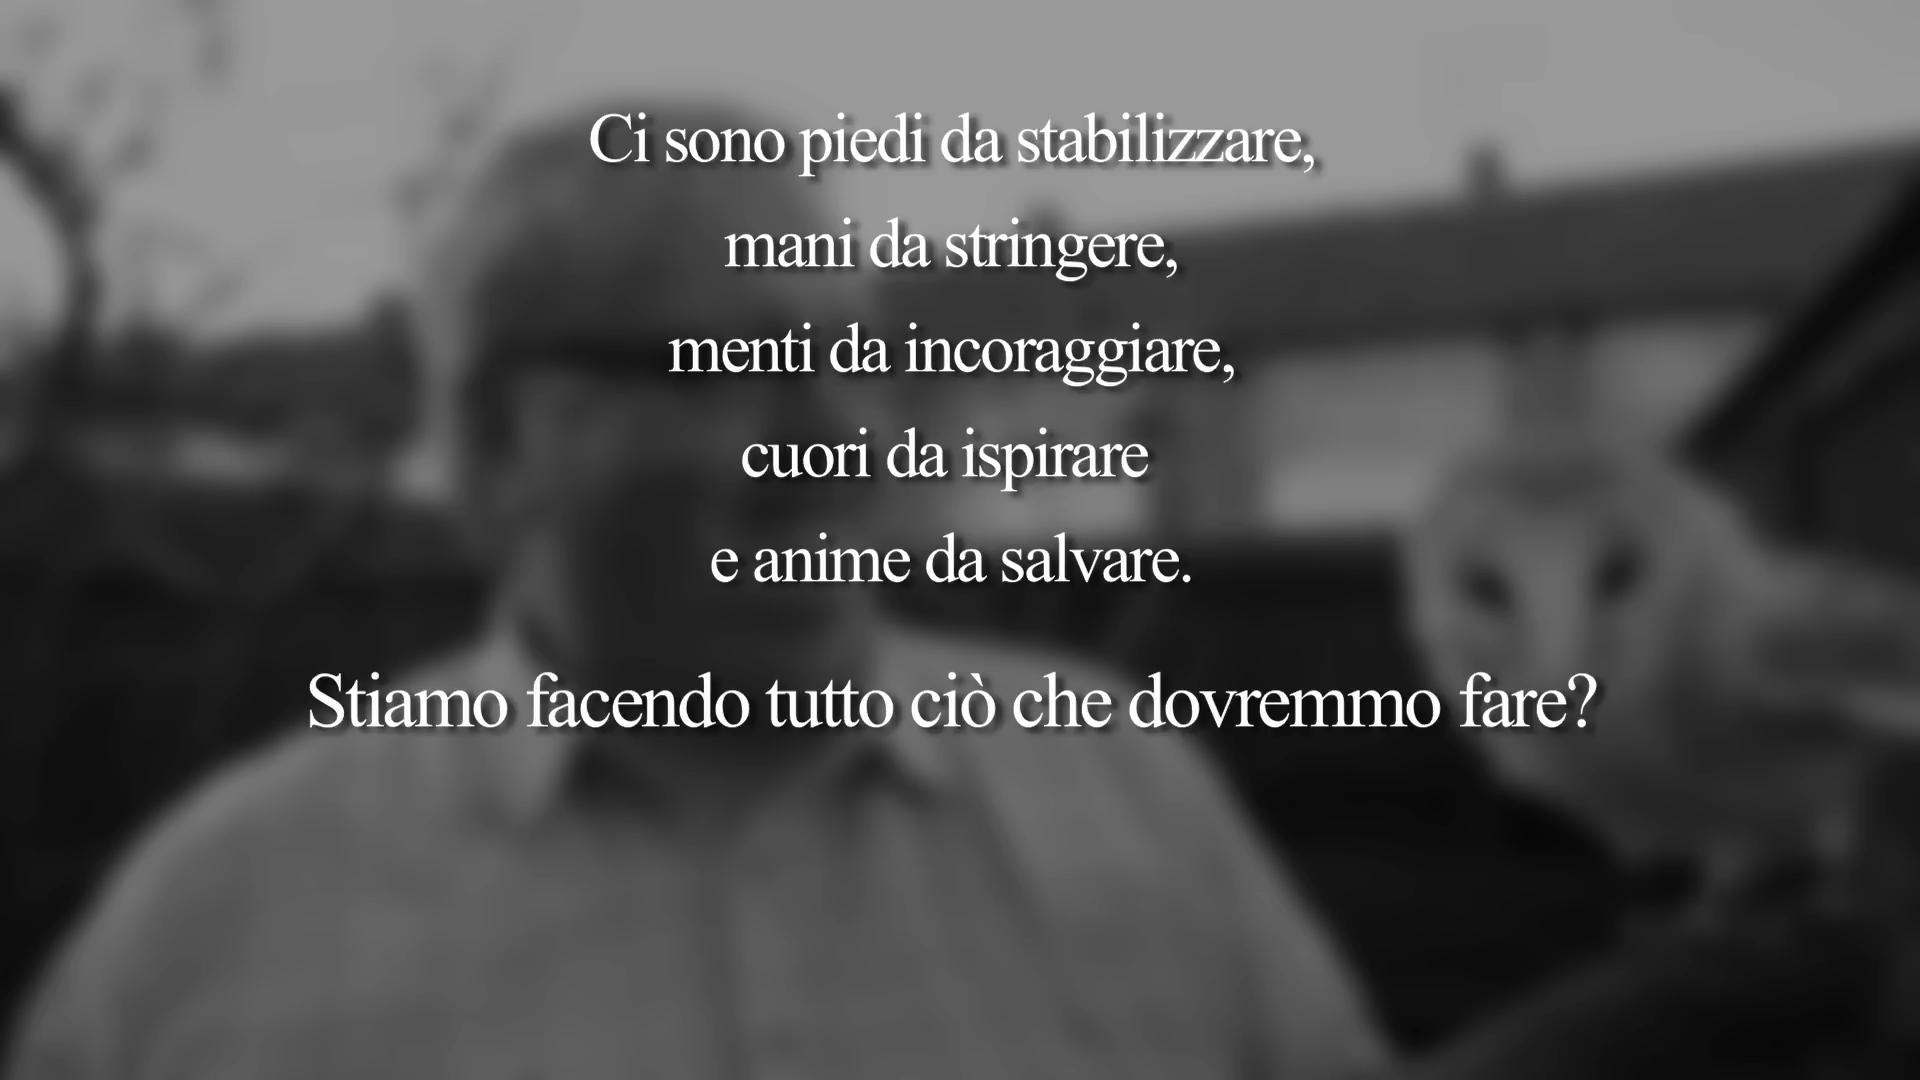 Ci sono piedi da stabilizzare,
mani da stringere,
menti da incoraggiare,
cuori da ispirare
e anime da salvare.
Stiamo facendo tutto ciò che dovremmo fare?